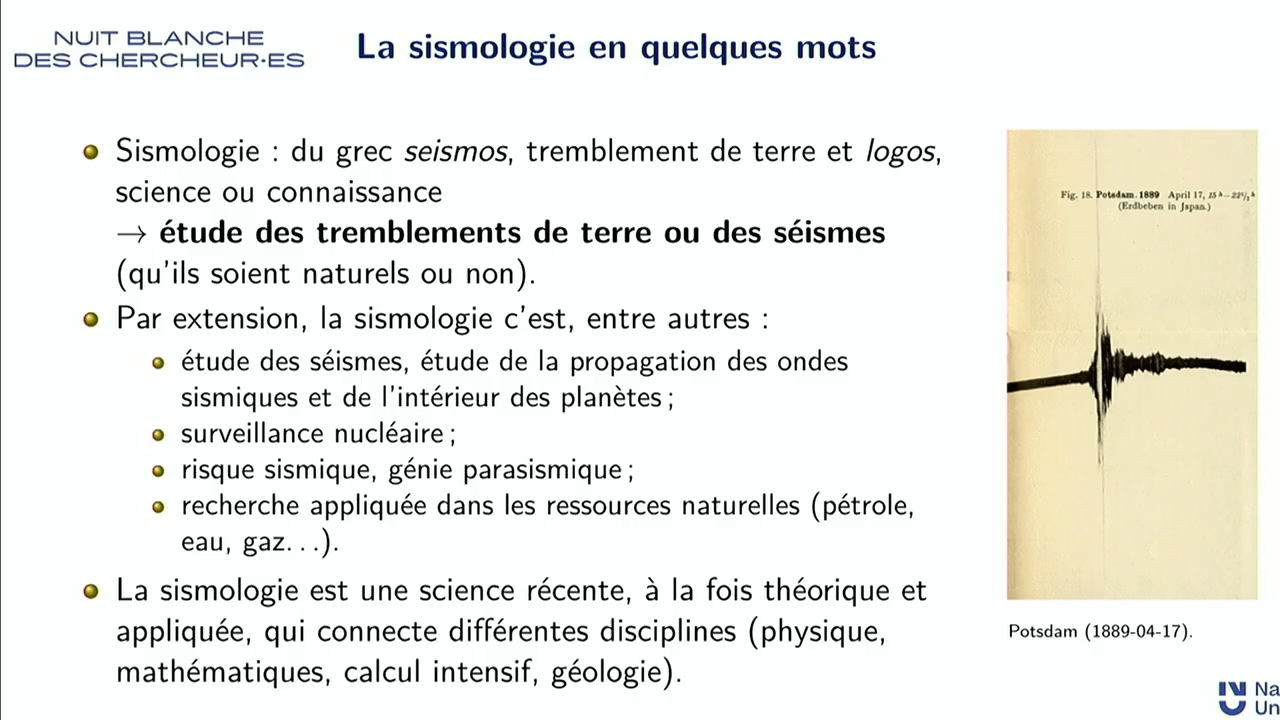 NUIT BLANCHE
DES CHERCHEUR·ES
La sismologie en quelques mots
Sismologie : du grec seismos, tremblement de terre et logos,
science ou connaissance
→ étude des tremblements de terre ou des séismes
(qu'ils soient naturels ou non).
Par extension, la sismologie c'est, entre autres :
étude des séismes, étude de la propagation des ondes
sismiques et de l'intérieur des planètes ;
surveillance nucléaire ;
risque sismique, génie parasismique ;
recherche appliquée dans les ressources naturelles (pétrole,
eau, gaz. . .).
La sismologie est une science récente, à la fois théorique et
appliquée, qui connecte différentes disciplines (physique,
mathématiques, calcul intensif, géologie).
Fig. 18. Potsdam. 1889 April 17, 15 h – 22½ h
(Erdbeben in Japan.)
Potsdam (1889-04-17).
Na
Un